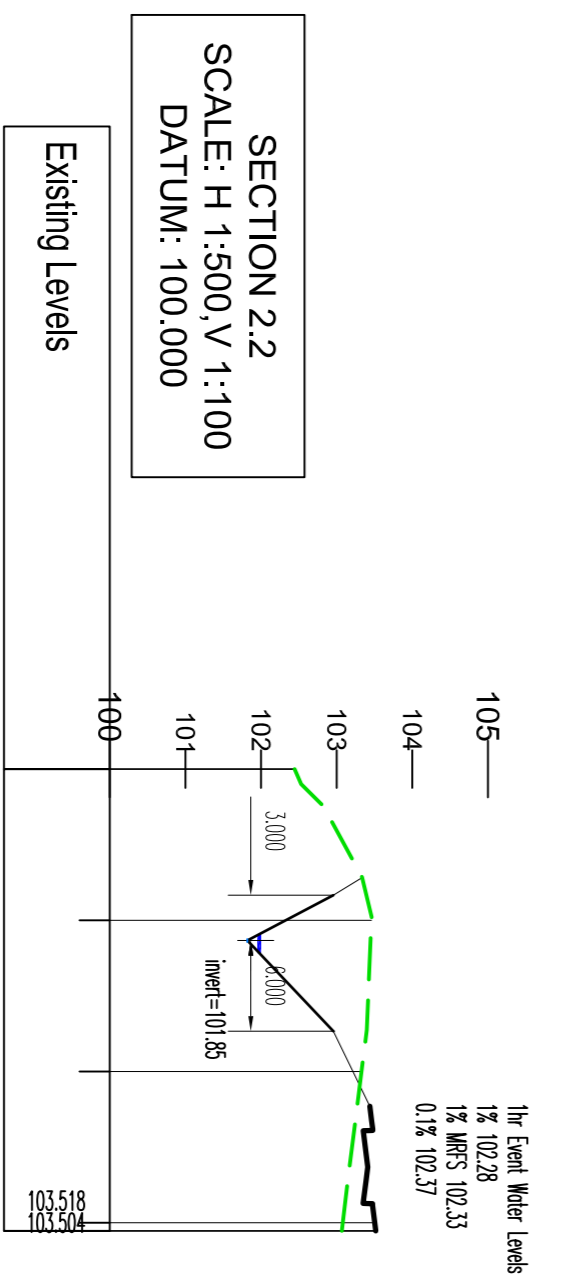 SECTION 2.2
SCALE: H 1:500,V 1:100
DATUM: 100.000
Existing Levels
105
104
103
102
101
100
3.000
6.000
invert=101.85
1hr Event Water Levels
1% 102.28
1% MRFS 102.33
0.1% 102.37
103.518
103.504